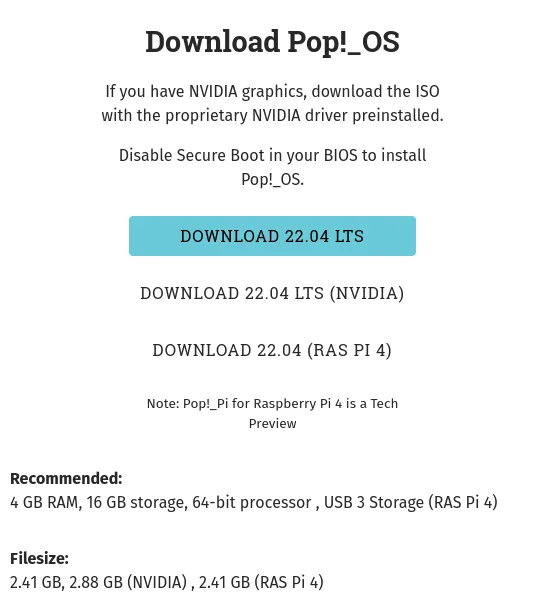 Download Pop!_OS
If you have NVIDIA graphics, download the ISO
with the proprietary NVIDIA driver preinstalled.
Disable Secure Boot in your BIOS to install
Pop!_OS.
DOWNLOAD 22.04 LTS
DOWNLOAD 22.04 LTS (NVIDIA)
DOWNLOAD 22.04 (RAS PI 4)
Note: Pop!_Pi for Raspberry Pi 4 is a Tech
Preview
Recommended:
4 GB RAM, 16 GB storage, 64-bit processor , USB 3 Storage (RAS Pi 4)
Filesize:
2.41 GB, 2.88 GB (NVIDIA) , 2.41 GB (RAS Pi 4)